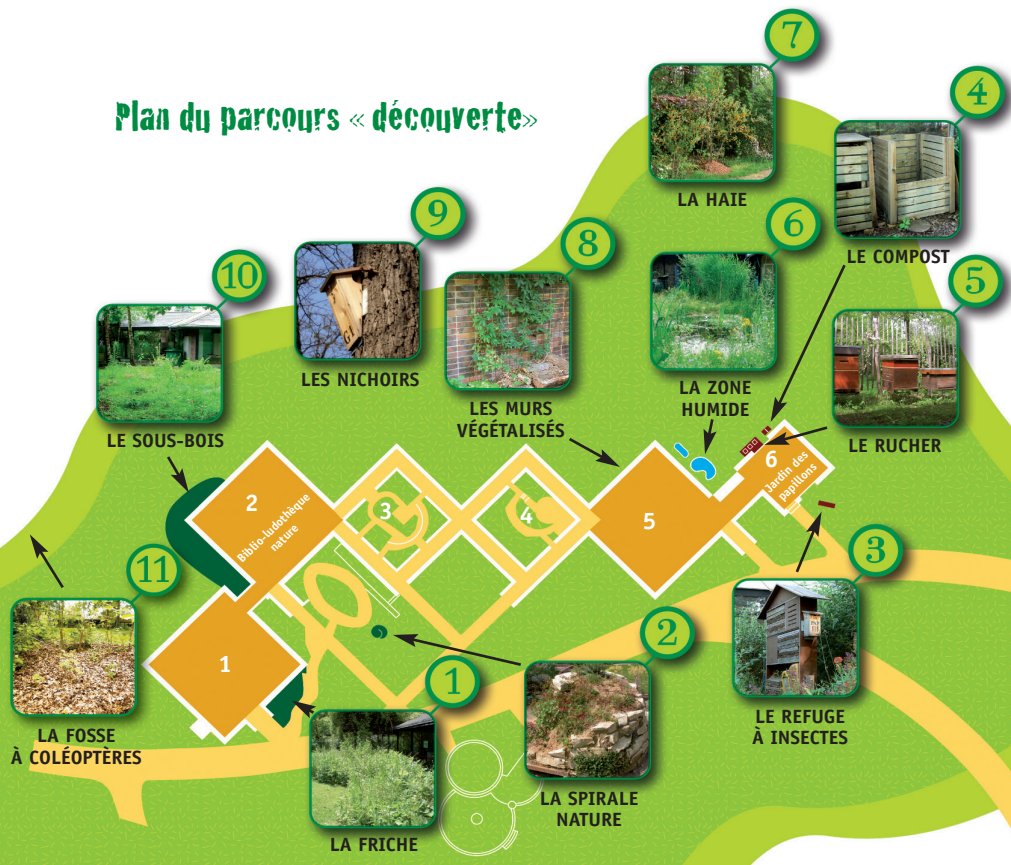 Plan du parcours « découverte»
7
LA HAIE
4
LE COMPOST
9
LES NICHOIRS
8
LES MURS
VÉGÉTALISÉS
6
LA ZONE
HUMIDE
5
LE RUCHER
10
LE SOUS-BOIS
2
Biblio-ludothèque
nature
3
4
5
6
Jardin des
papillons
11
LA FOSSE
À COLÉOPTÈRES
1
1
LA FRICHE
2
LA SPIRALE
NATURE
3
LE REFUGE
À INSECTES